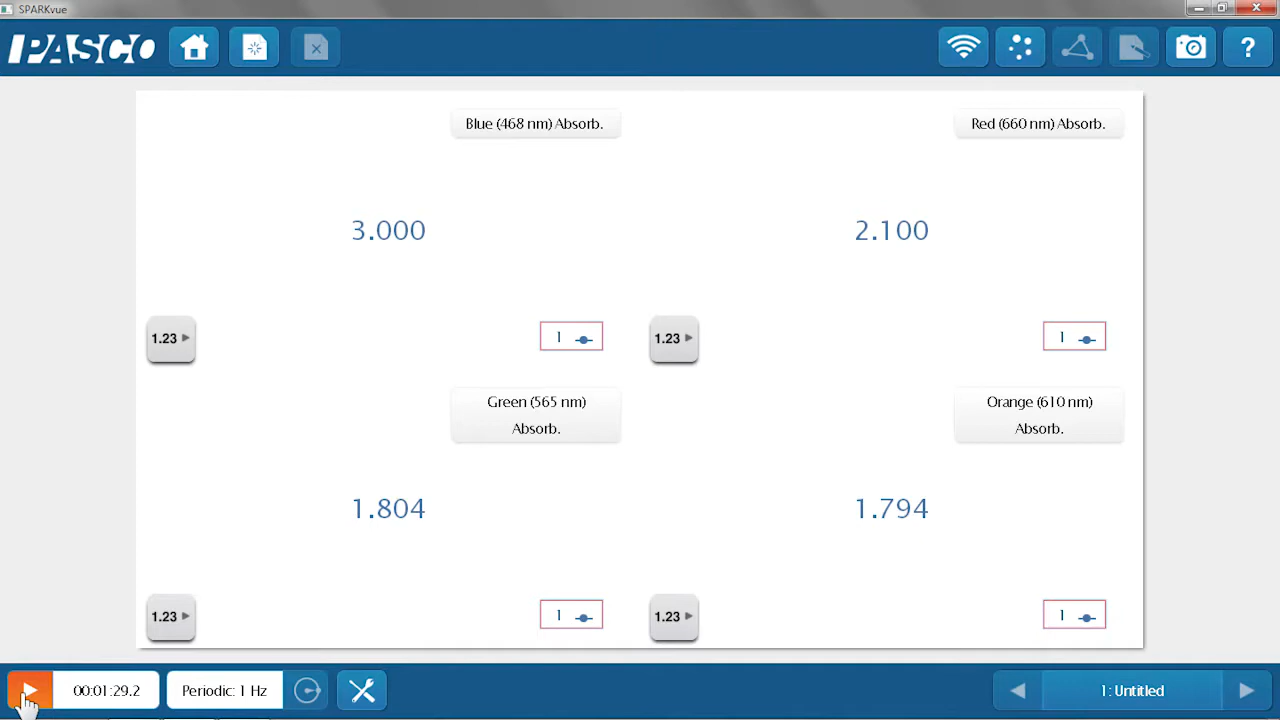 SPARKvue
PASCO
?
Blue (468 nm) Absorb.
Red (660 nm) Absorb.
3.000
2.100
1.23
1
1.23
1
Green (565 nm)
Absorb.
Orange (610 nm)
Absorb.
1.804
1.794
1.23
1
1.23
1
00:01:29.2
Periodic: 1 Hz
1: Untitled